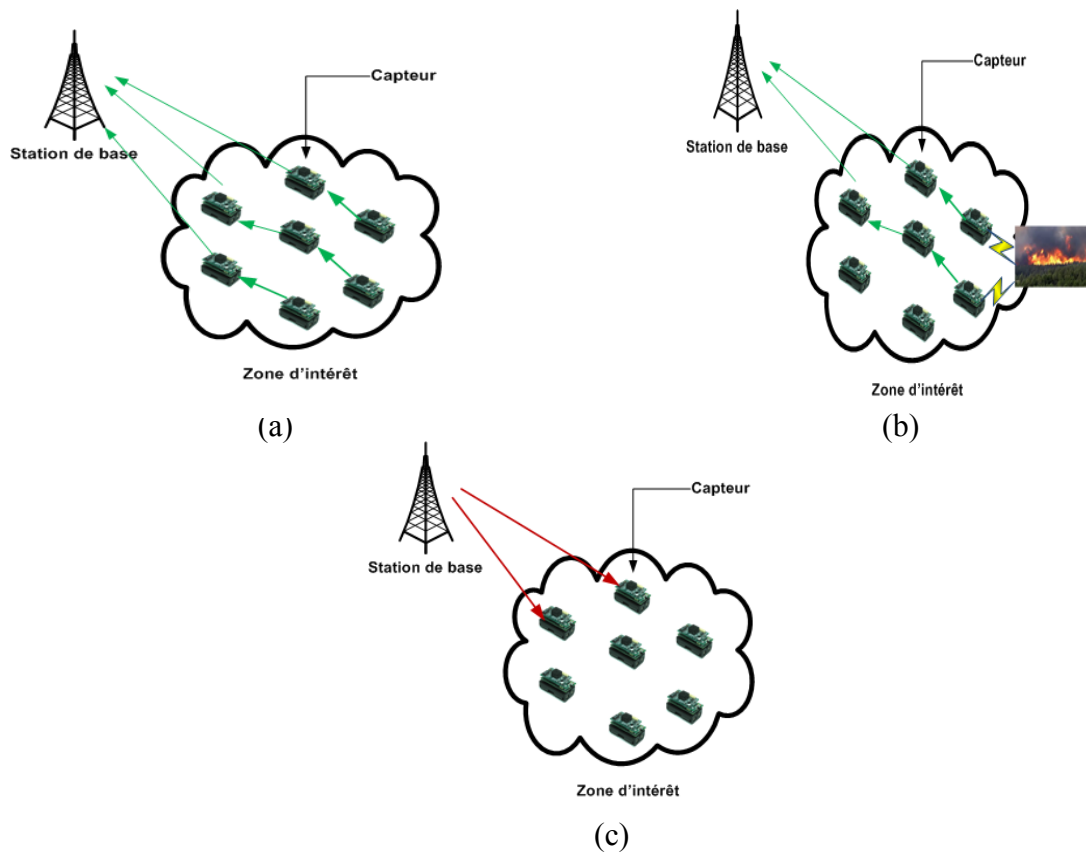 Capteur
Station de base
Zone d'intérêt
(a)
Capteur
Station de base
Zone d'intérêt
(b)
Capteur
Station de base
Zone d'intérêt
(c)